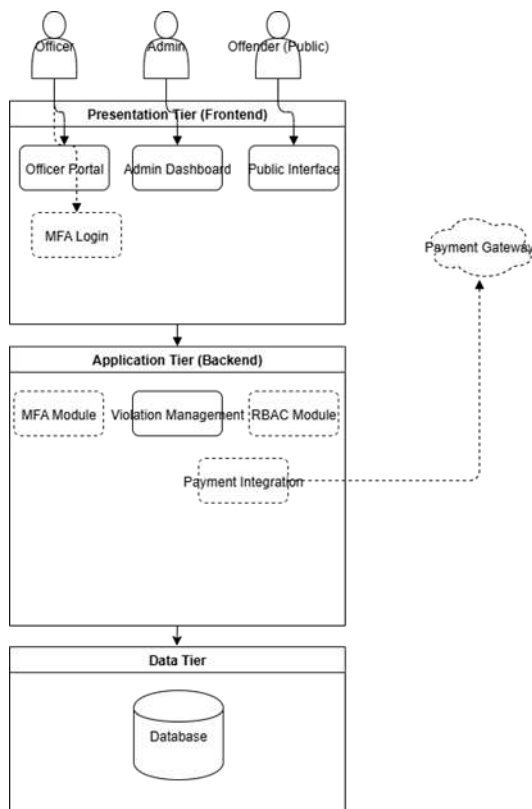 Officer
Admin
Offender (Public)
Presentation Tier (Frontend)
Officer Portal
Admin Dashboard
Public Interface
MFA Login
Payment Gateway
Application Tier (Backend)
MFA Module
Violation Management
RBAC Module
Payment Integration
Data Tier
Database